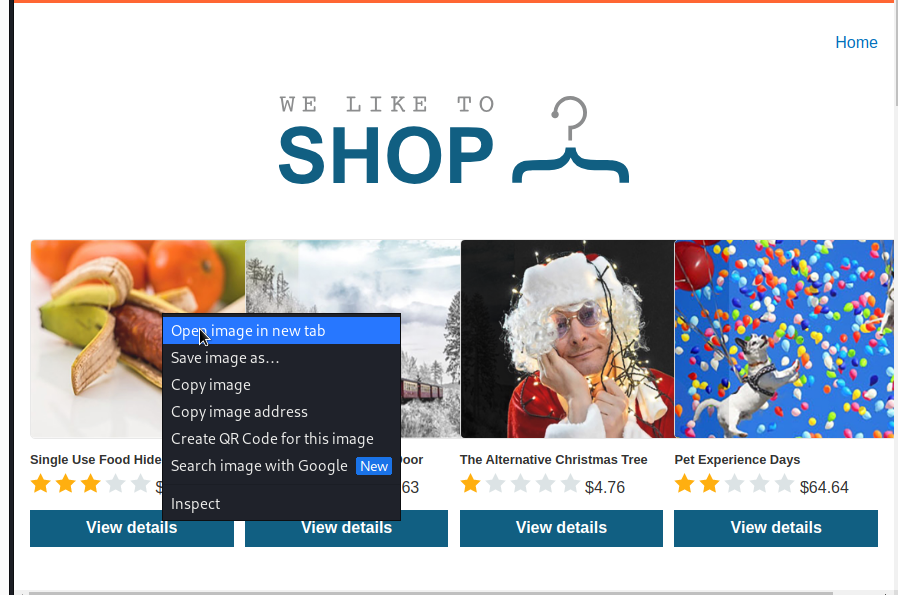 Home
WE LIKE TO
SHOP
Open image in new tab
Save image as…
Copy image
Copy image address
Create QR Code for this image
Search image with Google New
Inspect
Single Use Food Hide
oor
The Alternative Christmas Tree
Pet Experience Days
$
63
$4.76
$64.64
View details
View details
View details
View details